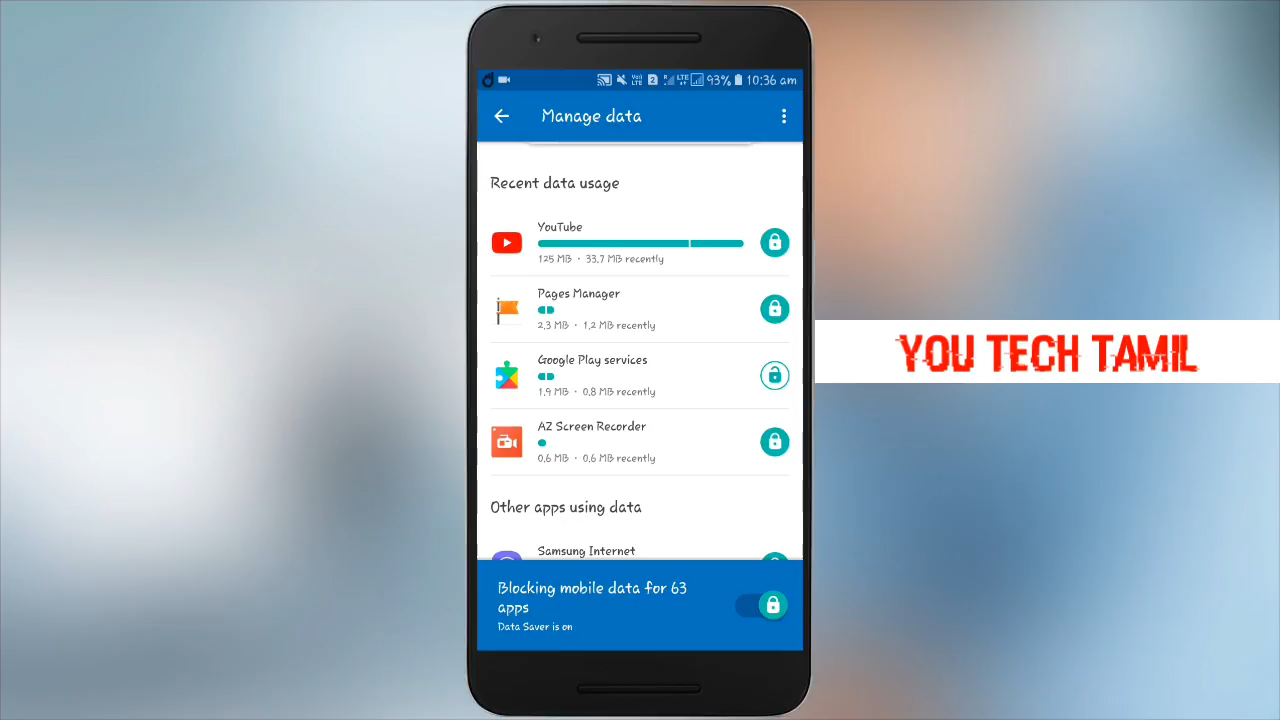 93% 10:36 am
Manage data
Recent data usage
YouTube
125 MB · 33.7 MB recently
Pages Manager
2.3 MB · 1.2 MB recently
Google Play services
1.9 MB · 0.8 MB recently
AZ Screen Recorder
0.6 MB · 0.6 MB recently
Other apps using data
Samsung Internet
Blocking mobile data for 63
apps
Data Saver is on
YOU TECH TAMIL